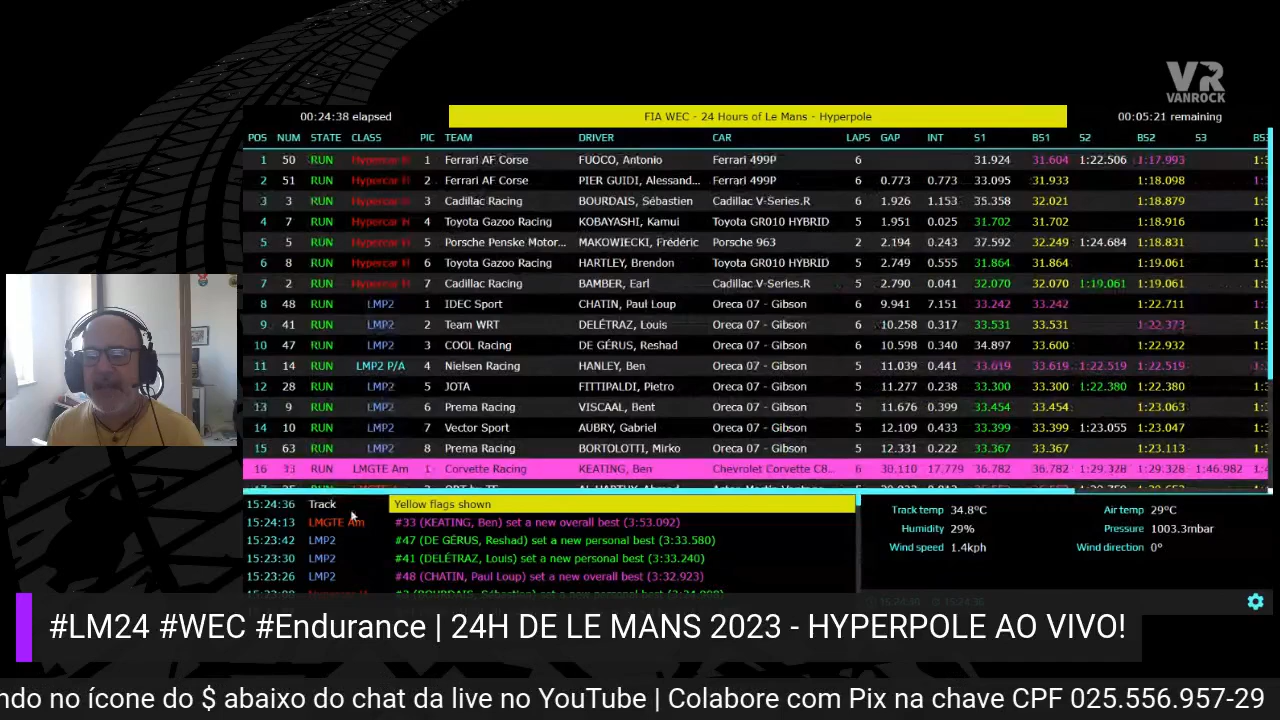 VR
VANROCK
00:24:38 elapsed FIA WEC - 24 Hours of Le Mans - Hyperpole 00:05:21 remaining
POS NUM STATE CLASS PIC TEAM DRIVER CAR LAPS GAP INT S1 BS1 S2 BS2 S3
1 50 RUN Hypercar H 1 Ferrari AF Corse FUOCO, Antonio Ferrari 499P 6 31.924 31.604 1:22.506 1:17.993
2 51 RUN Hypercar H 2 Ferrari AF Corse PIER GUIDI, Alessand... Ferrari 499P 6 0.773 0.773 33.095 31.933 1:18.098
3 3 RUN Hypercar H 3 Cadillac Racing BOURDAIS, Sébastien Cadillac V-Series.R 6 1.926 1.153 35.358 32.021 1:18.879
4 7 RUN Hypercar H 4 Toyota Gazoo Racing KOBAYASHI, Kamui Toyota GR010 HYBRID 5 1.951 0.025 31.702 31.702 1:18.916
5 5 RUN Hypercar H 5 Porsche Penske Motor... MAKOWIECKI, Frédéric Porsche 963 2 2.194 0.243 37.592 32.249 1:24.684 1:18.831
6 8 RUN Hypercar H 6 Toyota Gazoo Racing HARTLEY, Brendon Toyota GR010 HYBRID 5 2.749 0.555 31.864 31.864 1:19.061
7 2 RUN Hypercar H 7 Cadillac Racing BAMBER, Earl Cadillac V-Series.R 5 2.790 0.041 32.070 32.070 1:19.061 1:19.061
8 48 RUN LMP2 1 IDEC Sport CHATIN, Paul Loup Oreca 07 - Gibson 6 9.941 7.151 33.242 33.242 1:22.711
9 41 RUN LMP2 2 Team WRT DELÉTRAZ, Louis Oreca 07 - Gibson 6 10.258 0.317 33.531 33.531 1:22.373
10 47 RUN LMP2 3 COOL Racing DE GÉRUS, Reshad Oreca 07 - Gibson 6 10.598 0.340 34.897 33.600 1:22.932
11 14 RUN LMP2 P/A 4 Nielsen Racing HANLEY, Ben Oreca 07 - Gibson 5 11.039 0.441 33.619 33.619 1:22.519 1:22.519
12 28 RUN LMP2 5 JOTA FITTIPALDI, Pietro Oreca 07 - Gibson 5 11.277 0.238 33.300 33.300 1:22.380 1:22.380
13 9 RUN LMP2 6 Prema Racing VISCAAL, Bent Oreca 07 - Gibson 5 11.676 0.399 33.454 33.454 1:23.063
14 10 RUN LMP2 7 Vector Sport AUBRY, Gabriel Oreca 07 - Gibson 5 12.109 0.433 33.399 33.399 1:23.055 1:23.047
15 63 RUN LMP2 8 Prema Racing BORTOLOTTI, Mirko Oreca 07 - Gibson 5 12.331 0.222 33.367 33.367 1:23.113
16 33 RUN LMGTE Am 1 Corvette Racing KEATING, Ben Chevrolet Corvette C8... 6 30.110 17.779 36.782 36.782 1:29.328 1:29.328 1:46.982
15:24:36 Track Yellow flags shown
15:24:13 LMGTE Am #33 (KEATING, Ben) set a new overall best (3:53.092)
15:23:42 LMP2 #47 (DE GÉRUS, Reshad) set a new personal best (3:33.580)
15:23:30 LMP2 #41 (DELÉTRAZ, Louis) set a new personal best (3:33.240)
15:23:26 LMP2 #48 (CHATIN, Paul Loup) set a new overall best (3:32.923)
Track temp 34.8°C Air temp 29°C
Humidity 29% Pressure 1003.3mbar
Wind speed 1.4kph Wind direction 0°
#LM24 #WEC #Endurance | 24H DE LE MANS 2023 - HYPERPOLE AO VIVO!
ndo no ícone do $ abaixo do chat da live no YouTube | Colabore com Pix na chave CPF 025.556.957-29